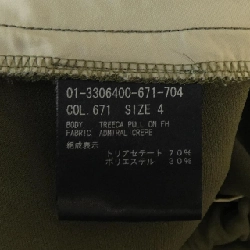 01-3306400-671-704
COL.671 SIZE 4
BODY TREECA PULL ON FH
FABRIC ADMIRAL CREPE
組成表示
トリアセテート 70%
ポリエステル 30%